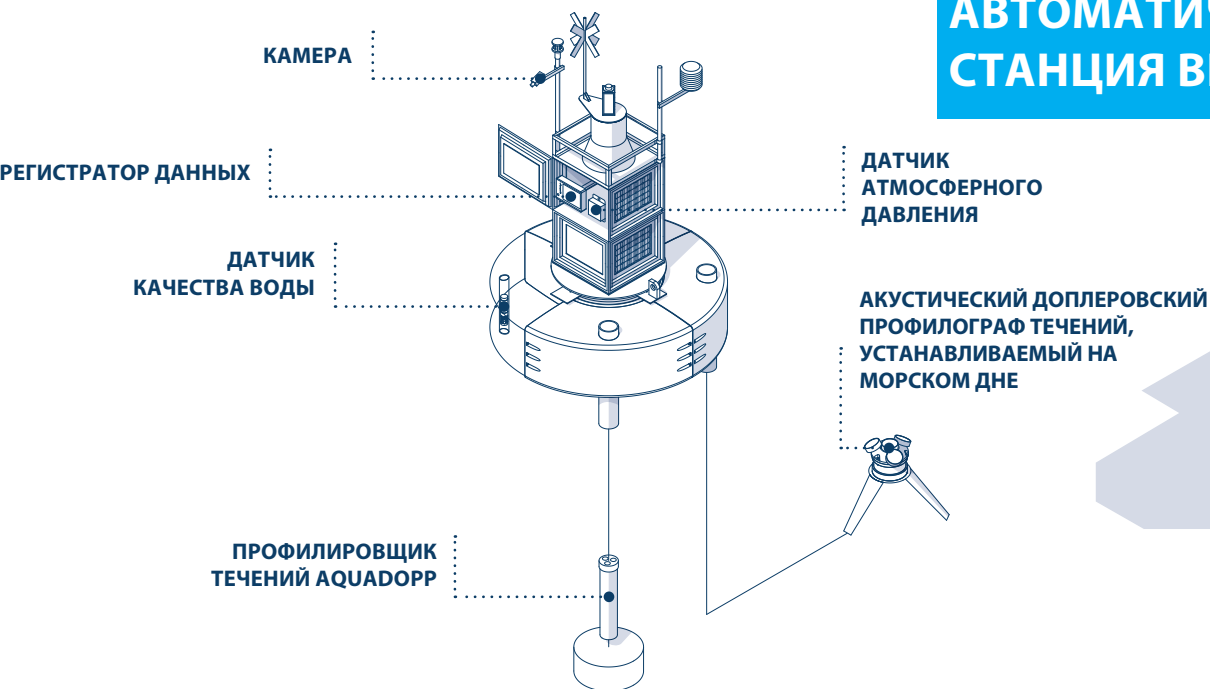 СТАНЦИЯ
КАМЕРА
РЕГИСТРАТОР ДАННЫХ
ДАТЧИК
АТМОСФЕРНОГО
ДАВЛЕНИЯ
ДАТЧИК
КАЧЕСТВА ВОДЫ
АКУСТИЧЕСКИЙ ДОПЛЕРОВСКИЙ
ПРОФИЛОГРАФ ТЕЧЕНИЙ,
УСТАНАВЛИВАЕМЫЙ НА
МОРСКОМ ДНЕ
ПРОФИЛИРОВЩИК
ТЕЧЕНИЙ AQUADOPP